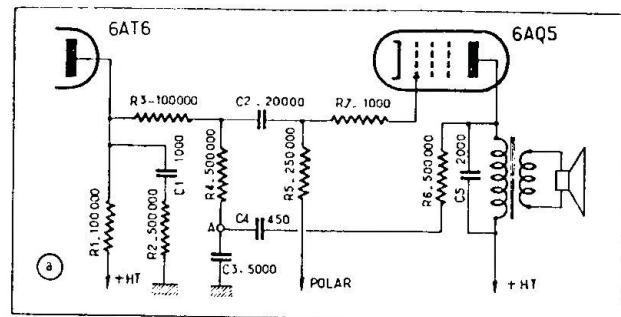 6AT6
6AQ5
R3-100000
C2-20000
R7-1000
C1
1000
R4-500000
R5-250000
R6-500000
C5-2000
R1-100000
R2-500000
A
C4
450
C3-5000
a
+HT
POLAR
+HT